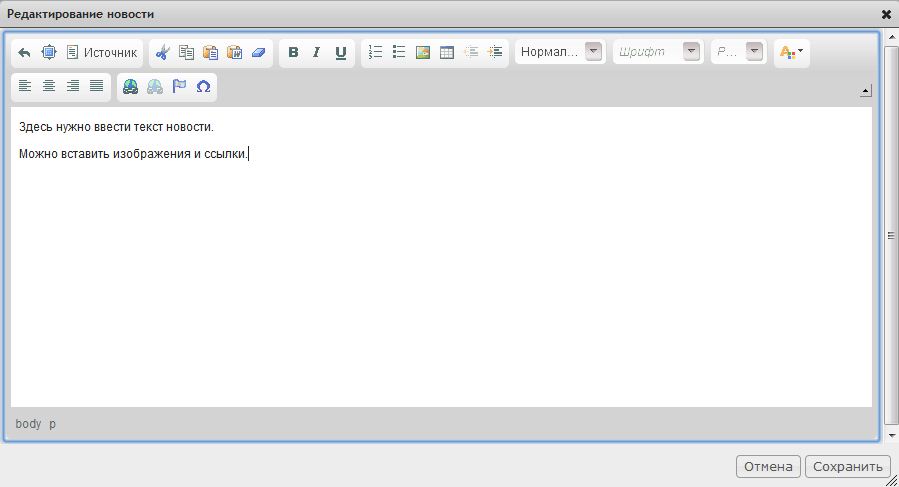 Редактирование новости
Источник
B I U
Нормал... Шрифт Р...
Здесь нужно ввести текст новости.
Можно вставить изображения и ссылки.
body p
Отмена Сохранить